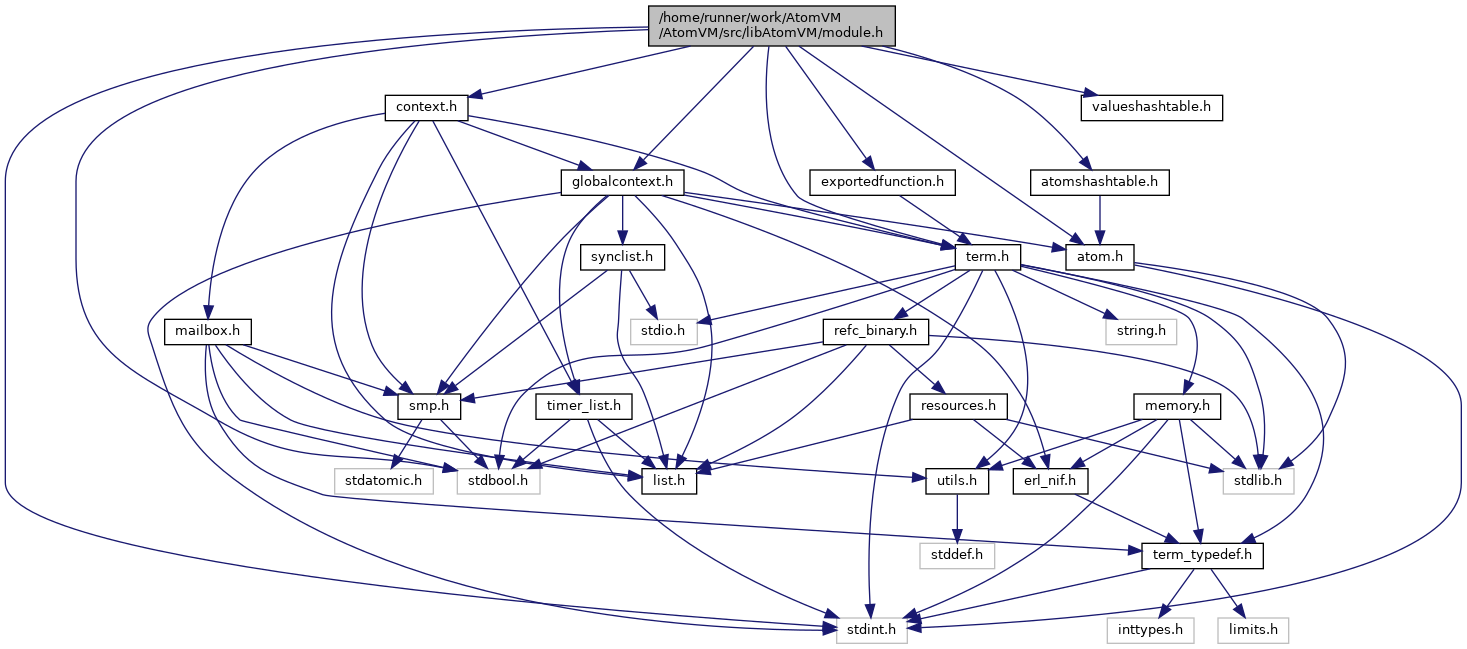 /home/runner/work/AtomVM
/AtomVM/src/libAtomVM/module.h
context.h
valueshashtable.h
globalcontext.h
exportedfunction.h
atomshashtable.h
synclist.h
term.h
atom.h
mailbox.h
stdio.h
refc_binary.h
string.h
smp.h
timer_list.h
resources.h
memory.h
stdatomic.h
stdbool.h
list.h
utils.h
erl_nif.h
stdlib.h
stddef.h
term_typedef.h
stdint.h
inttypes.h
limits.h